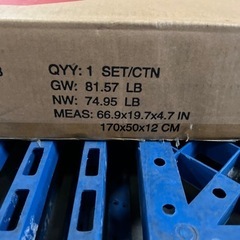 QYY: 1 SET/CTN
GW: 81.57 LB
NW: 74.95 LB
MEAS: 66.9x19.7x4.7 IN
170x50x12 CM